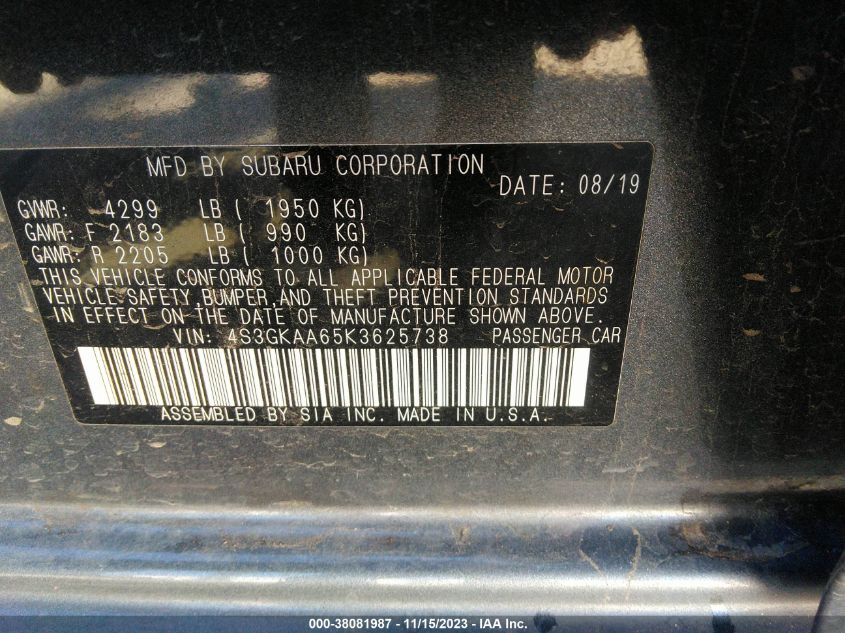 MFD BY SUBARU CORPORATION
DATE: 08/19
GVWR: 4299 LB ( 1950 KG)
GAWR: F 2183 LB ( 990 KG)
GAWR: R 2205 LB ( 1000 KG)
THIS VEHICLE CONFORMS TO ALL APPLICABLE FEDERAL MOTOR
VEHICLE SAFETY,BUMPER,AND THEFT PREVENTION STANDARDS
IN EFFECT ON THE DATE OF MANUFACTURE SHOWN ABOVE.
VIN: 4S3GKAA65K3625738 PASSENGER CAR
ASSEMBLED BY SIA INC. MADE IN U.S.A.
000-38081987 - 11/15/2023 - IAA Inc.